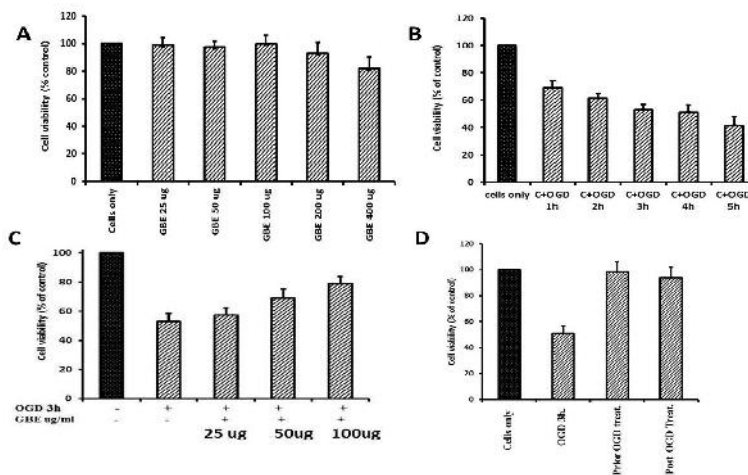 A
Cell viability (% control)
120
100
80
60
40
20
0
Cells only
GBE 25 ug
GBE 50 ug
GBE 100 ug
GBE 200 ug
GBE 400 ug
B
Cell viability (% of control)
120
100
80
60
40
20
0
cells only
C+OGD 1h
C+OGD 2h
C+OGD 3h
C+OGD 4h
C+OGD 5h
C
Cell viability (% of control)
100
80
60
40
20
0
OGD 3h - + + + +
GBE ug/ml - - + + +
25 ug 50ug 100ug
D
Cell viability (% of control)
120
100
80
60
40
20
0
Cells only
OGD 3h.
Prior OGD treat.
Post OGD Treat.